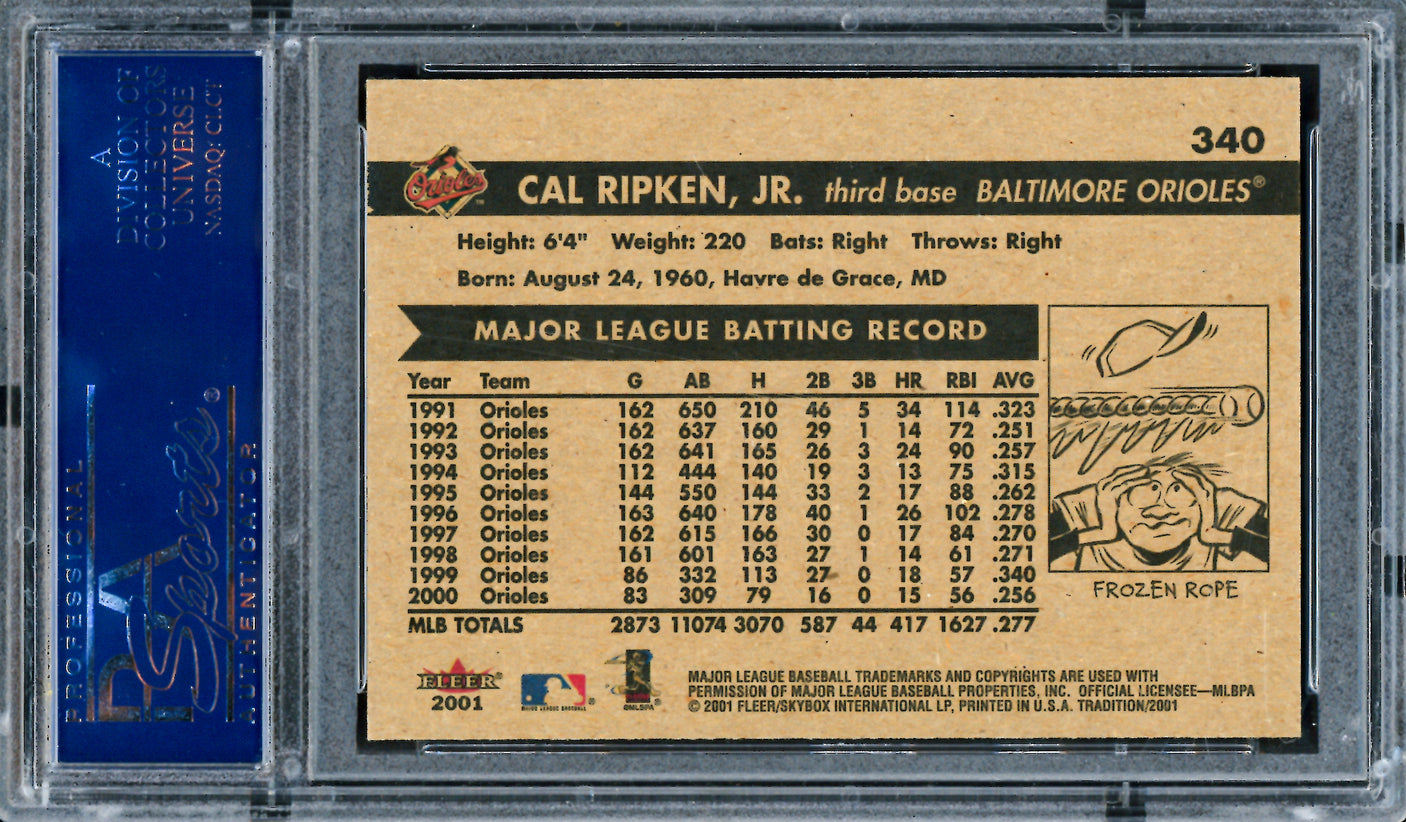 A
DIVISION OF
COLLECTORS
UNIVERSE
NASDAQ: CLCT
PROFESSIONAL
PSA
Sports®
AUTHENTICATOR
340
Orioles™
CAL RIPKEN, JR. third base BALTIMORE ORIOLES®
Height: 6'4" Weight: 220 Bats: Right Throws: Right
Born: August 24, 1960, Havre de Grace, MD
MAJOR LEAGUE BATTING RECORD
Year Team G AB H 2B 3B HR RBI AVG
1991 Orioles 162 650 210 46 5 34 114 .323
1992 Orioles 162 637 160 29 1 14 72 .251
1993 Orioles 162 641 165 26 3 24 90 .257
1994 Orioles 112 444 140 19 3 13 75 .315
1995 Orioles 144 550 144 33 2 17 88 .262
1996 Orioles 163 640 178 40 1 26 102 .278
1997 Orioles 162 615 166 30 0 17 84 .270
1998 Orioles 161 601 163 27 1 14 61 .271
1999 Orioles 86 332 113 27 0 18 57 .340
2000 Orioles 83 309 79 16 0 15 56 .256
MLB TOTALS 2873 11074 3070 587 44 417 1627 .277
FROZEN ROPE
FLEER®
2001
MAJOR LEAGUE BASEBALL
®
©MLBPA
®
MAJOR LEAGUE BASEBALL TRADEMARKS AND COPYRIGHTS ARE USED WITH
PERMISSION OF MAJOR LEAGUE BASEBALL PROPERTIES, INC. OFFICIAL LICENSEE—MLBPA
© 2001 FLEER/SKYBOX INTERNATIONAL LP, PRINTED IN U.S.A. TRADITION/2001